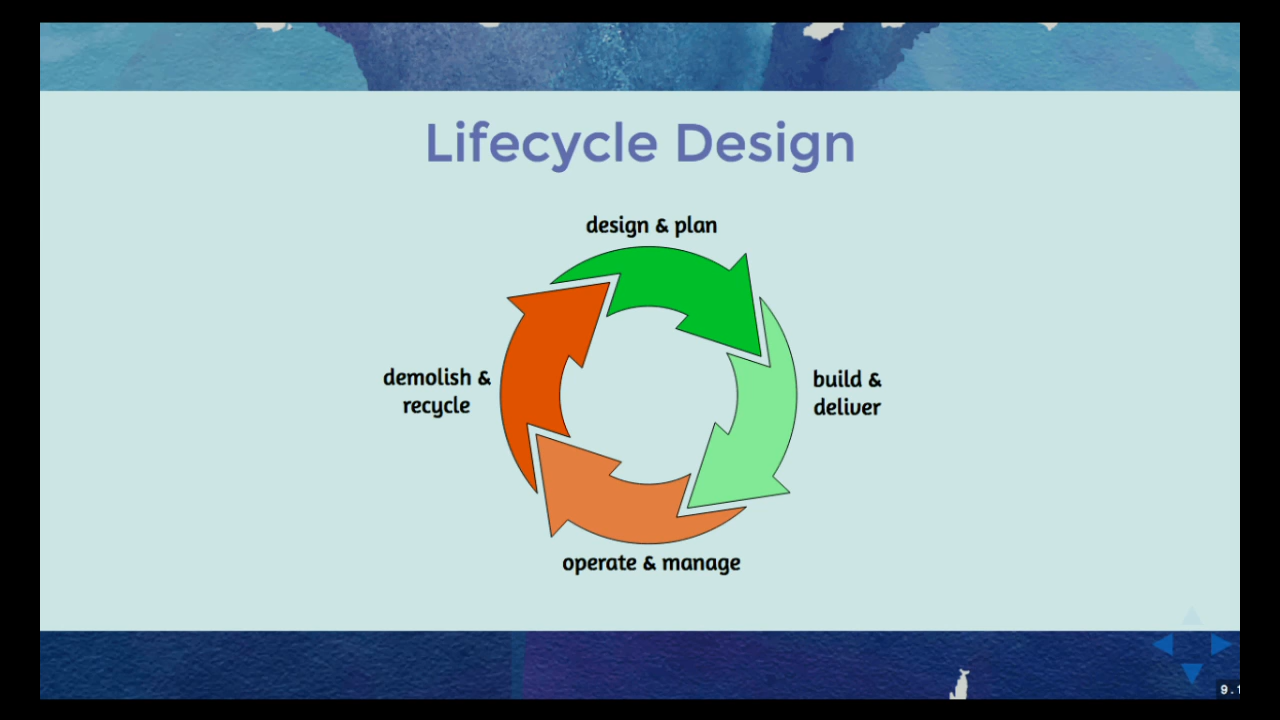 Lifecycle Design
design & plan
build &
deliver
demolish &
recycle
operate & manage